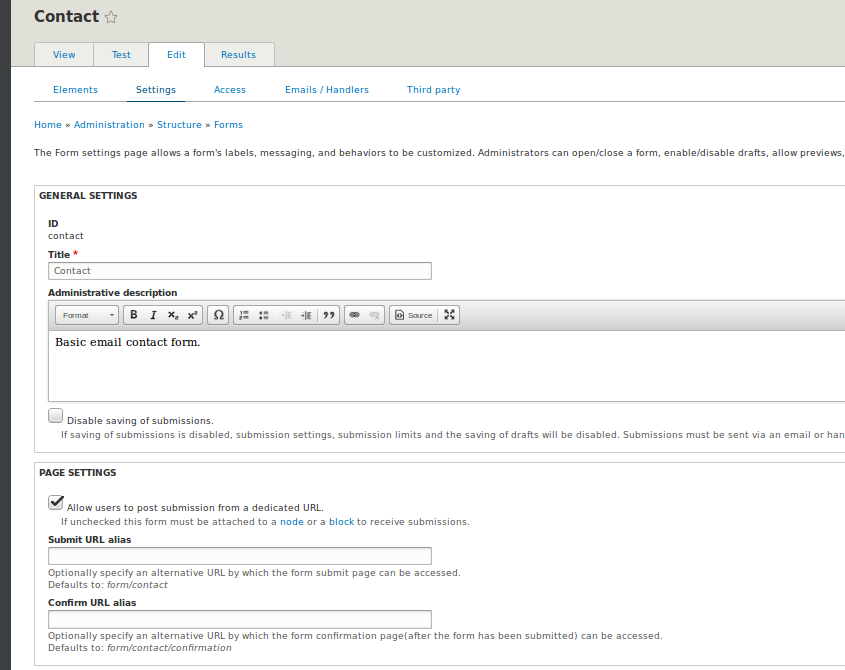 Contact
View Test Edit Results
Elements Settings Access Emails / Handlers Third party
Home » Administration » Structure » Forms
The Form settings page allows a form's labels, messaging, and behaviors to be customized. Administrators can open/close a form, enable/disable drafts, allow previews,
GENERAL SETTINGS
ID
contact
Title *
Contact
Administrative description
Format B I x₂ x² Ω Source
Basic email contact form.
Disable saving of submissions.
If saving of submissions is disabled, submission settings, submission limits and the saving of drafts will be disabled. Submissions must be sent via an email or han
PAGE SETTINGS
Allow users to post submission from a dedicated URL.
If unchecked this form must be attached to a node or a block to receive submissions.
Submit URL alias
Optionally specify an alternative URL by which the form submit page can be accessed.
Defaults to: form/contact
Confirm URL alias
Optionally specify an alternative URL by which the form confirmation page(after the form has been submitted) can be accessed.
Defaults to: form/contact/confirmation